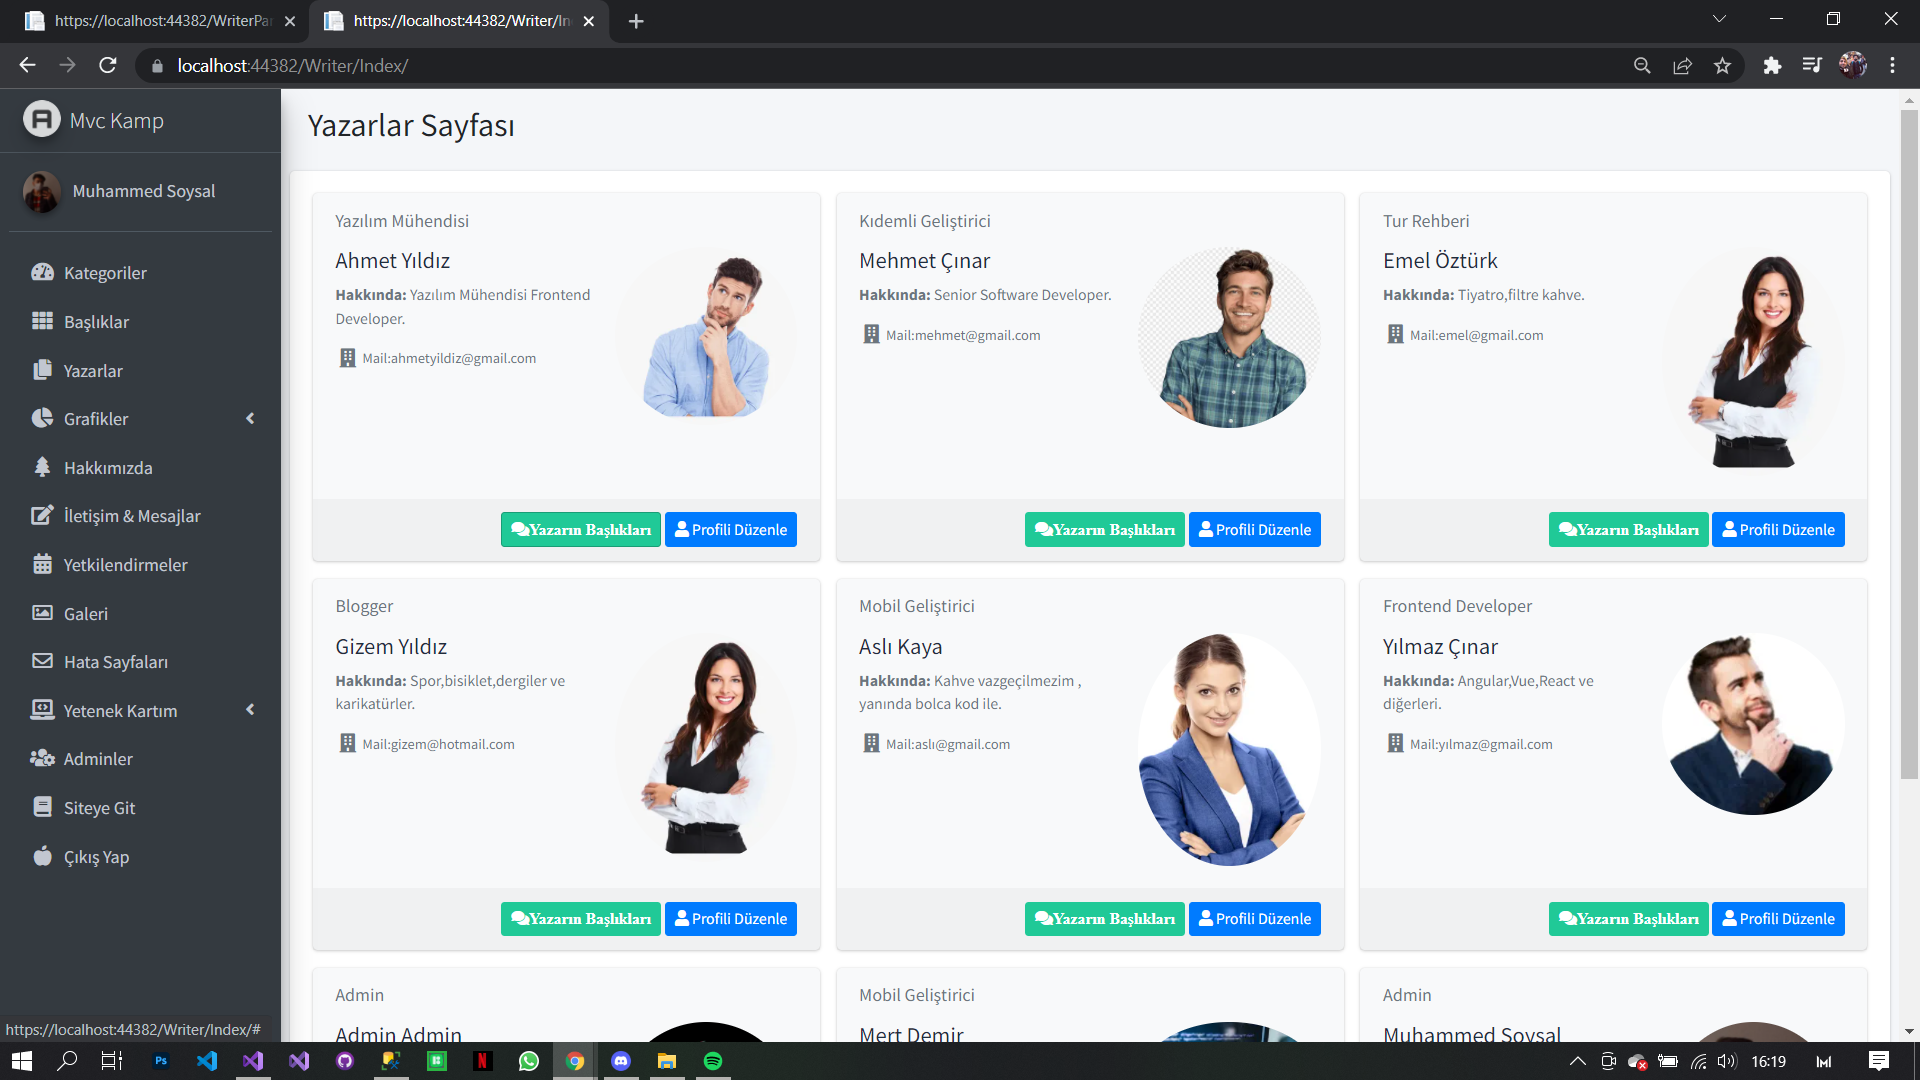 https://localhost:44382/WriterPa
https://localhost:44382/Writer/In
localhost:44382/Writer/Index/
Mvc Kamp
Muhammed Soysal
Kategoriler
Başlıklar
Yazarlar
Grafikler
Hakkımızda
İletişim & Mesajlar
Yetkilendirmeler
Galeri
Hata Sayfaları
Yetenek Kartım
Adminler
Siteye Git
Çıkış Yap
https://localhost:44382/Writer/Index/#
Yazarlar Sayfası
Yazılım Mühendisi
Ahmet Yıldız
Hakkında: Yazılım Mühendisi Frontend
Developer.
Mail:ahmetyildiz@gmail.com
Yazarın Başlıkları Profili Düzenle
Kıdemli Geliştirici
Mehmet Çınar
Hakkında: Senior Software Developer.
Mail:mehmet@gmail.com
Yazarın Başlıkları Profili Düzenle
Tur Rehberi
Emel Öztürk
Hakkında: Tiyatro,filtre kahve.
Mail:emel@gmail.com
Yazarın Başlıkları Profili Düzenle
Blogger
Gizem Yıldız
Hakkında: Spor,bisiklet,dergiler ve
karikatürler.
Mail:gizem@hotmail.com
Yazarın Başlıkları Profili Düzenle
Mobil Geliştirici
Aslı Kaya
Hakkında: Kahve vazgeçilmezim ,
yanında bolca kod ile.
Mail:aslı@gmail.com
Yazarın Başlıkları Profili Düzenle
Frontend Developer
Yılmaz Çınar
Hakkında: Angular,Vue,React ve
diğerleri.
Mail:yılmaz@gmail.com
Yazarın Başlıkları Profili Düzenle
Admin
Admin Admin
Mobil Geliştirici
Mert Demir
Admin
Muhammed Soysal
Ps
16:19